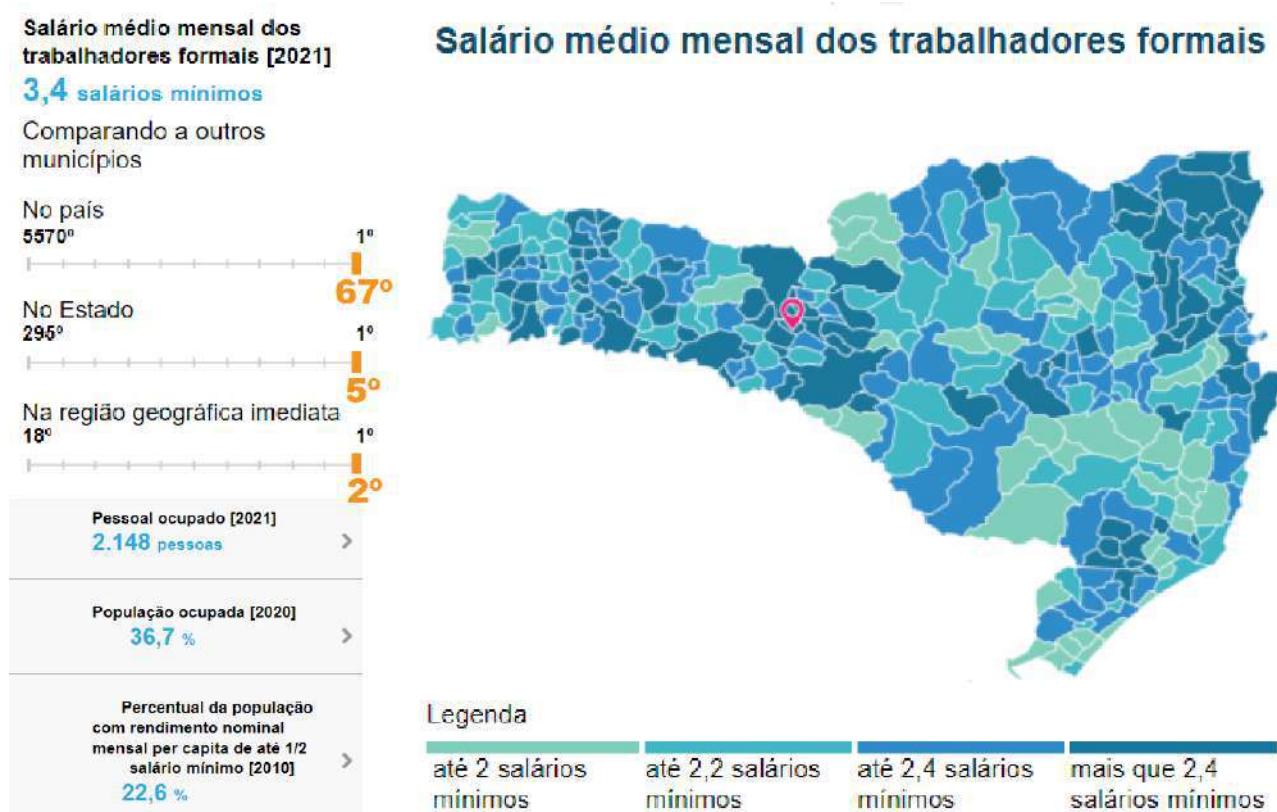 Salário médio mensal dos
trabalhadores formais [2021]
3,4 salários mínimos
Comparando a outros
municípios
No país
5570º 1º
67º
No Estado
295º 1º
5º
Na região geográfica imediata
18º 1º
2º
Pessoal ocupado [2021]
2.148 pessoas
População ocupada [2020]
36,7 %
Percentual da população
com rendimento nominal
mensal per capita de até 1/2
salário mínimo [2010]
22,6 %
Salário médio mensal dos trabalhadores formais
Legenda
até 2 salários
mínimos
até 2,2 salários
mínimos
até 2,4 salários
mínimos
mais que 2,4
salários mínimos